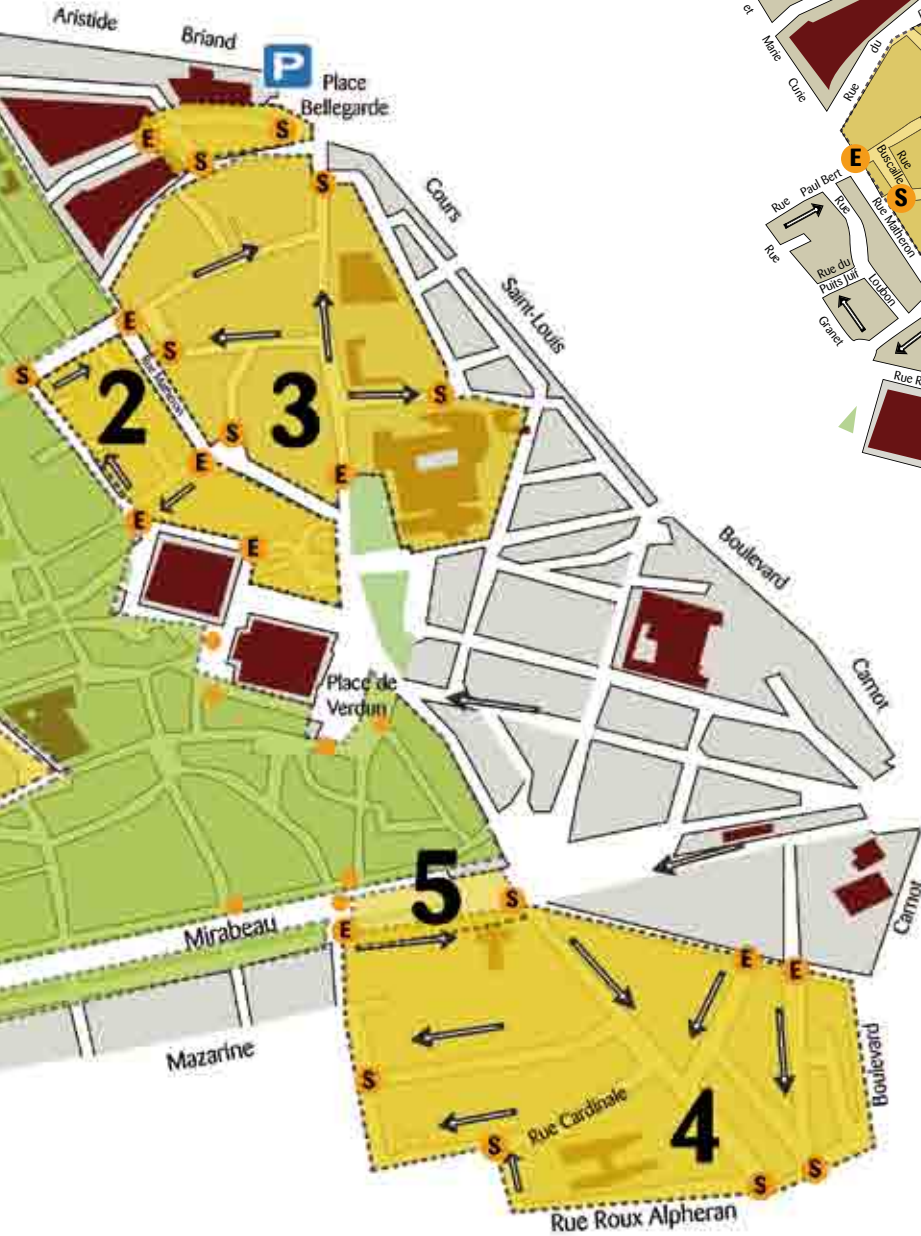 Aristide
Briand
P
Place
Bellegarde
E
S
S
S
Cours
Saint-Louis
E
S
S
Rue Matheron
2
3
S
S
E
E
E
E
Boulevard
Carnot
Place de
Verdun
5
S
Mirabeau
E
E
E
Carnot
Mazarine
S
Boulevard
Rue Cardinale
4
S
S
S
Rue Roux Alpheran
et
Marie
Curie
Rue
du
E
Buscaille
Rue
S
Rue
Paul Bert
Rue
Rue Matheron
Rue
Rue du
Puits Juif
Loubon
Granet
Rue R